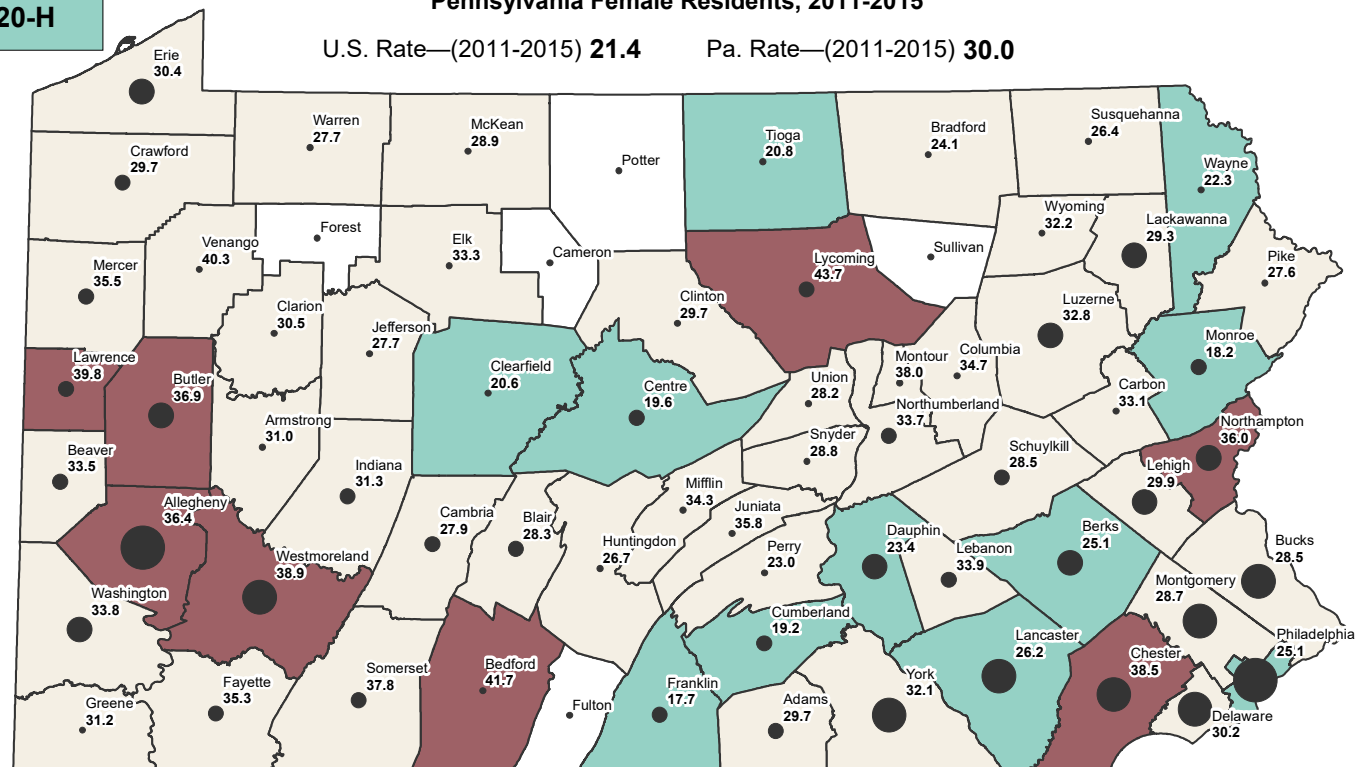 20-H
Pennsylvania Female Residents, 2011-2015
U.S. Rate—(2011-2015) 21.4
Pa. Rate—(2011-2015) 30.0
Erie
30.4
Warren
27.7
McKean
28.9
Potter
Tioga
20.8
Bradford
24.1
Susquehanna
26.4
Crawford
29.7
Wayne
22.3
Wyoming
32.2
Lackawanna
29.3
Forest
Venango
40.3
Elk
33.3
Cameron
Lycoming
43.7
Sullivan
Pike
27.6
Mercer
35.5
Clarion
30.5
Clinton
29.7
Luzerne
32.8
Jefferson
27.7
Monroe
18.2
Lawrence
39.8
Butler
36.9
Clearfield
20.6
Centre
19.6
Union
28.2
Montour
38.0
Columbia
34.7
Carbon
33.1
Northumberland
33.7
Armstrong
31.0
Northampton
36.0
Snyder
28.8
Schuylkill
28.5
Beaver
33.5
Indiana
31.3
Lehigh
29.9
Mifflin
34.3
Allegheny
36.4
Cambria
27.9
Blair
28.3
Juniata
35.8
Dauphin
23.4
Berks
25.1
Huntingdon
26.7
Perry
23.0
Lebanon
33.9
Bucks
28.5
Westmoreland
38.9
Montgomery
28.7
Washington
33.8
Cumberland
19.2
Lancaster
26.2
Philadelphia
25.1
Chester
38.5
Bedford
41.7
Somerset
37.8
York
32.1
Fayette
35.3
Franklin
17.7
Adams
29.7
Greene
31.2
Fulton
Delaware
30.2